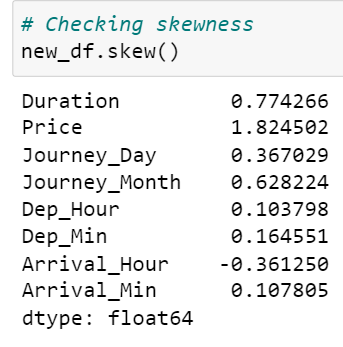 # Checking skewness
new_df.skew()
Duration 0.774266
Price 1.824502
Journey_Day 0.367029
Journey_Month 0.628224
Dep_Hour 0.103798
Dep_Min 0.164551
Arrival_Hour -0.361250
Arrival_Min 0.107805
dtype: float64